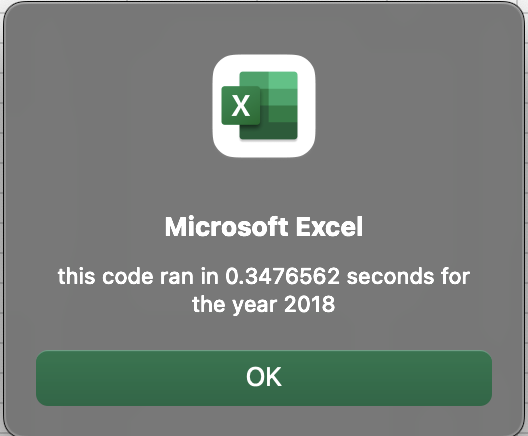 X
Microsoft Excel
this code ran in 0.3476562 seconds for
the year 2018
OK